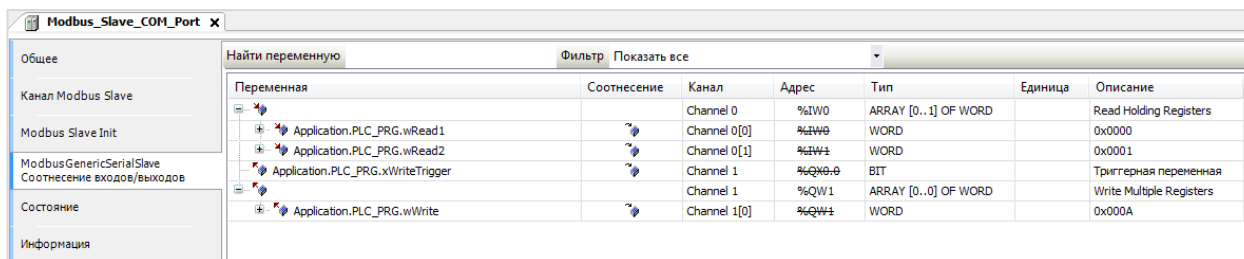 Modbus_Slave_COM_Port X
Общее
Канал Modbus Slave
Modbus Slave Init
ModbusGenericSerialSlave
Соотнесение входов/выходов
Состояние
Информация
Найти переменную Фильтр Показать все
Переменная Соотнесение Канал Адрес Тип Единица Описание
Channel 0 %IW0 ARRAY [0..1] OF WORD Read Holding Registers
Application.PLC_PRG.wRead1 Channel 0[0] %IW0 WORD 0x0000
Application.PLC_PRG.wRead2 Channel 0[1] %IW1 WORD 0x0001
Application.PLC_PRG.xWriteTrigger Channel 1 %QX0.0 BIT Триггерная переменная
Channel 1 %QW1 ARRAY [0..0] OF WORD Write Multiple Registers
Application.PLC_PRG.wWrite Channel 1[0] %QW1 WORD 0x000A